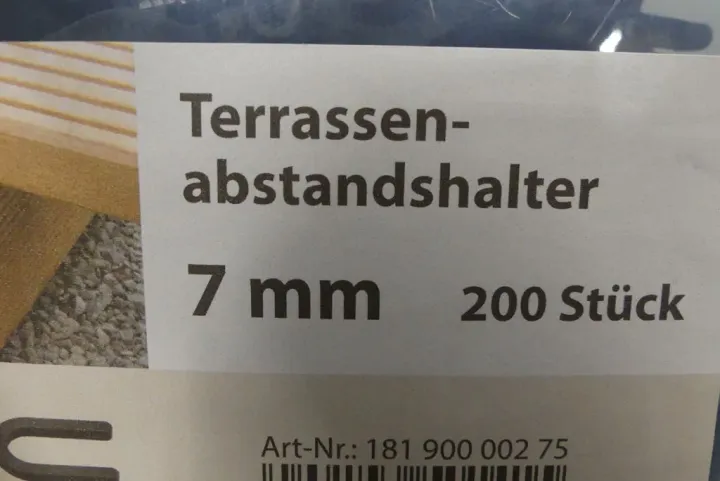 Terrassen-
abstandshalter
7 mm 200 Stück
Art-Nr.: 181 900 002 75